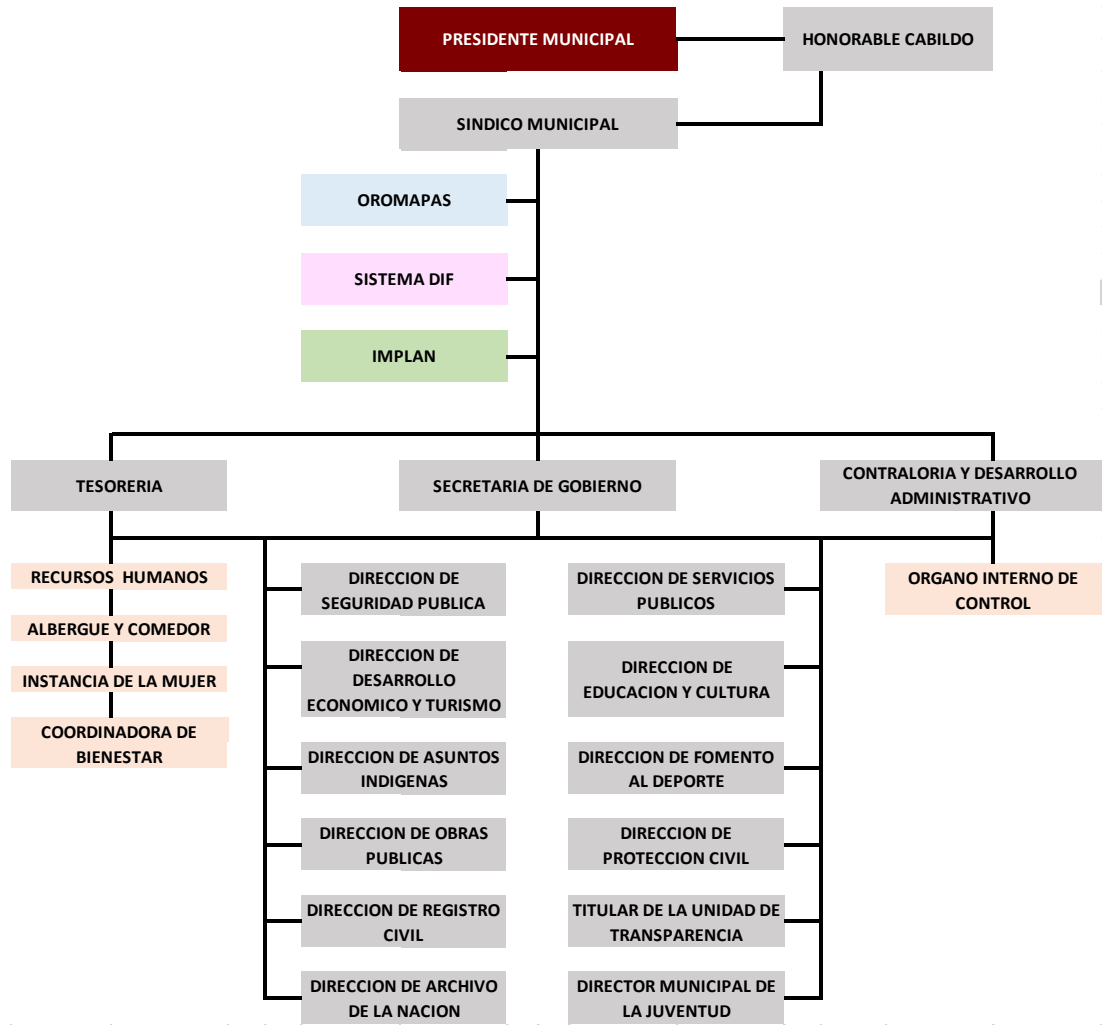 PRESIDENTE MUNICIPAL
HONORABLE CABILDO
SINDICO MUNICIPAL
OROMAPAS
SISTEMA DIF
IMPLAN
TESORERIA
SECRETARIA DE GOBIERNO
CONTRALORIA Y DESARROLLO
ADMINISTRATIVO
RECURSOS HUMANOS
ALBERGUE Y COMEDOR
INSTANCIA DE LA MUJER
COORDINADORA DE
BIENESTAR
DIRECCION DE
SEGURIDAD PUBLICA
DIRECCION DE
DESARROLLO
ECONOMICO Y TURISMO
DIRECCION DE ASUNTOS
INDIGENAS
DIRECCION DE OBRAS
PUBLICAS
DIRECCION DE REGISTRO
CIVIL
DIRECCION DE ARCHIVO
DE LA NACION
DIRECCION DE SERVICIOS
PUBLICOS
DIRECCION DE
EDUCACION Y CULTURA
DIRECCION DE FOMENTO
AL DEPORTE
DIRECCION DE
PROTECCION CIVIL
TITULAR DE LA UNIDAD DE
TRANSPARENCIA
DIRECTOR MUNICIPAL DE
LA JUVENTUD
ORGANO INTERNO DE
CONTROL